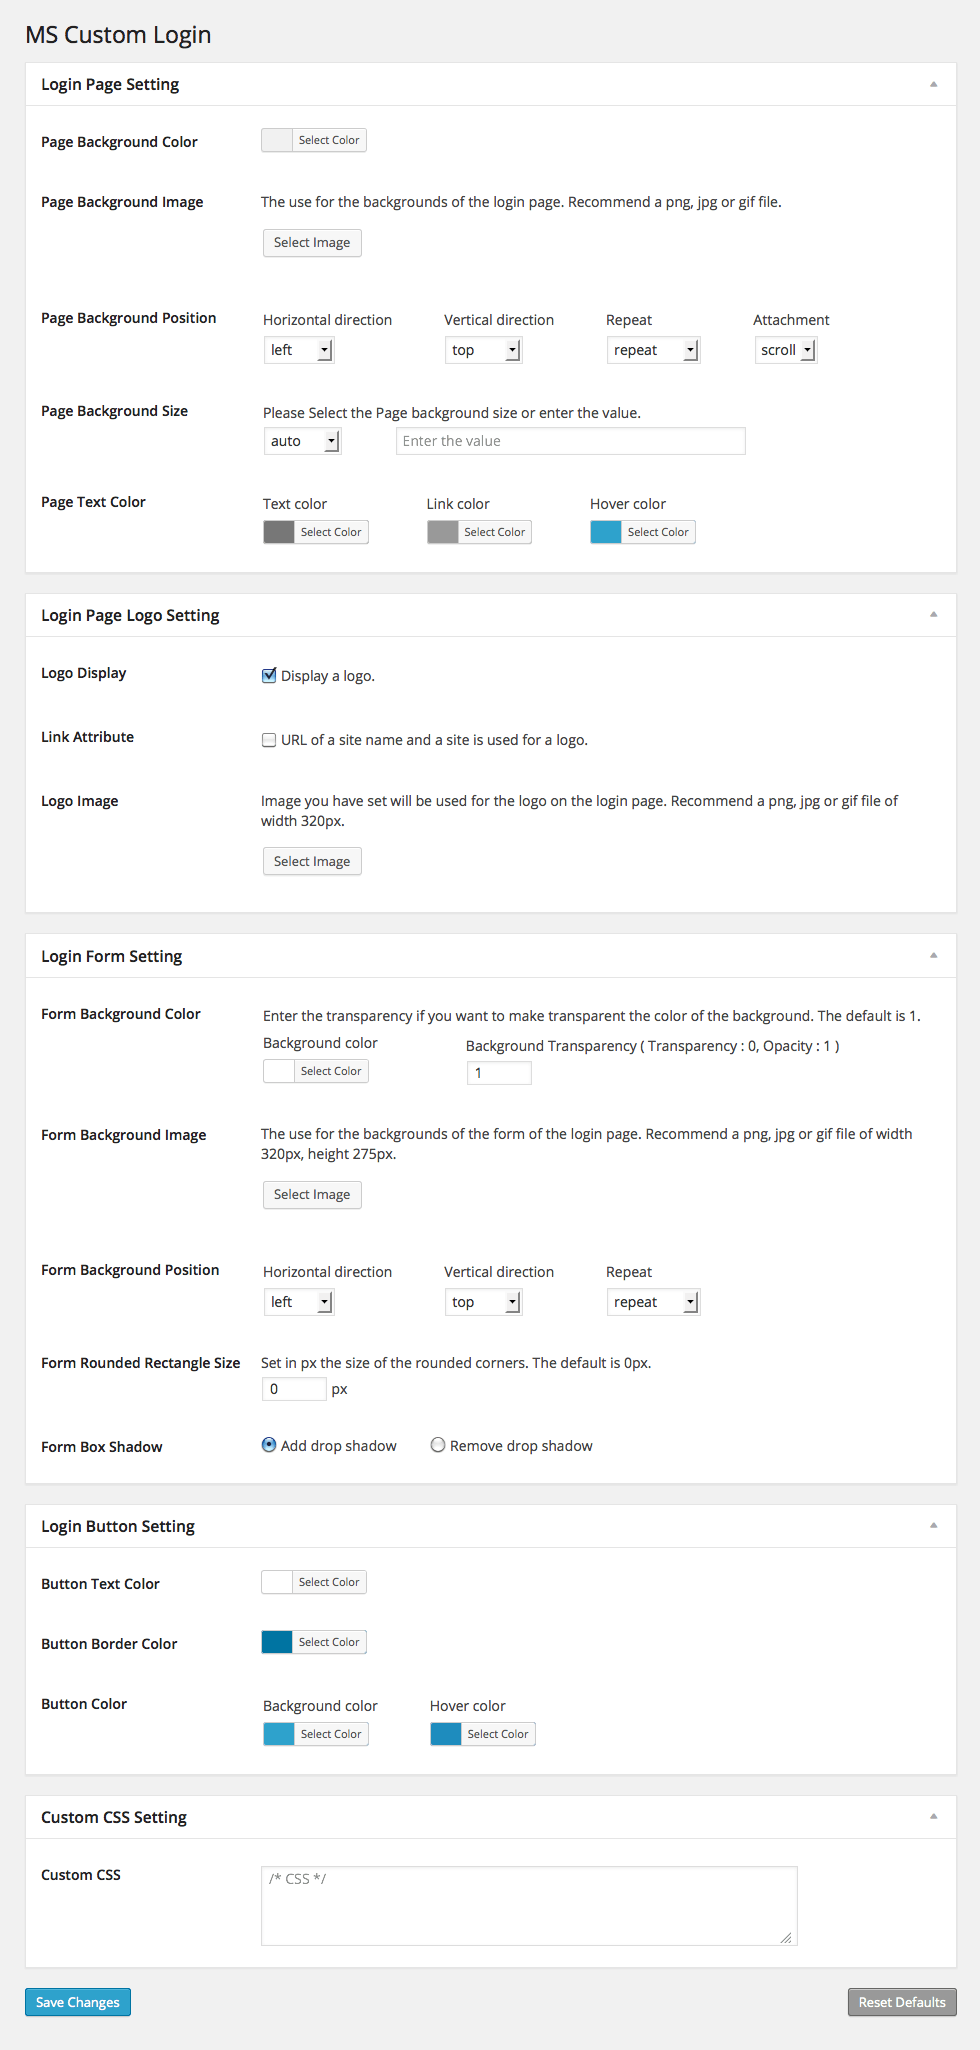 MS Custom Login
Login Page Setting
Page Background Color
Select Color
Page Background Image
The use for the backgrounds of the login page. Recommend a png, jpg or gif file.
Select Image
Page Background Position
Horizontal direction Vertical direction Repeat Attachment
left top repeat scroll
Page Background Size
Please Select the Page background size or enter the value.
auto Enter the value
Page Text Color
Text color Link color Hover color
Select Color Select Color Select Color
Login Page Logo Setting
Logo Display
Display a logo.
Link Attribute
URL of a site name and a site is used for a logo.
Logo Image
Image you have set will be used for the logo on the login page. Recommend a png, jpg or gif file of
width 320px.
Select Image
Login Form Setting
Form Background Color
Enter the transparency if you want to make transparent the color of the background. The default is 1.
Background color Background Transparency ( Transparency : 0, Opacity : 1 )
Select Color 1
Form Background Image
The use for the backgrounds of the form of the login page. Recommend a png, jpg or gif file of width
320px, height 275px.
Select Image
Form Background Position
Horizontal direction Vertical direction Repeat
left top repeat
Form Rounded Rectangle Size
Set in px the size of the rounded corners. The default is 0px.
0 px
Form Box Shadow
Add drop shadow Remove drop shadow
Login Button Setting
Button Text Color
Select Color
Button Border Color
Select Color
Button Color
Background color Hover color
Select Color Select Color
Custom CSS Setting
Custom CSS
/* CSS */
Save Changes Reset Defaults